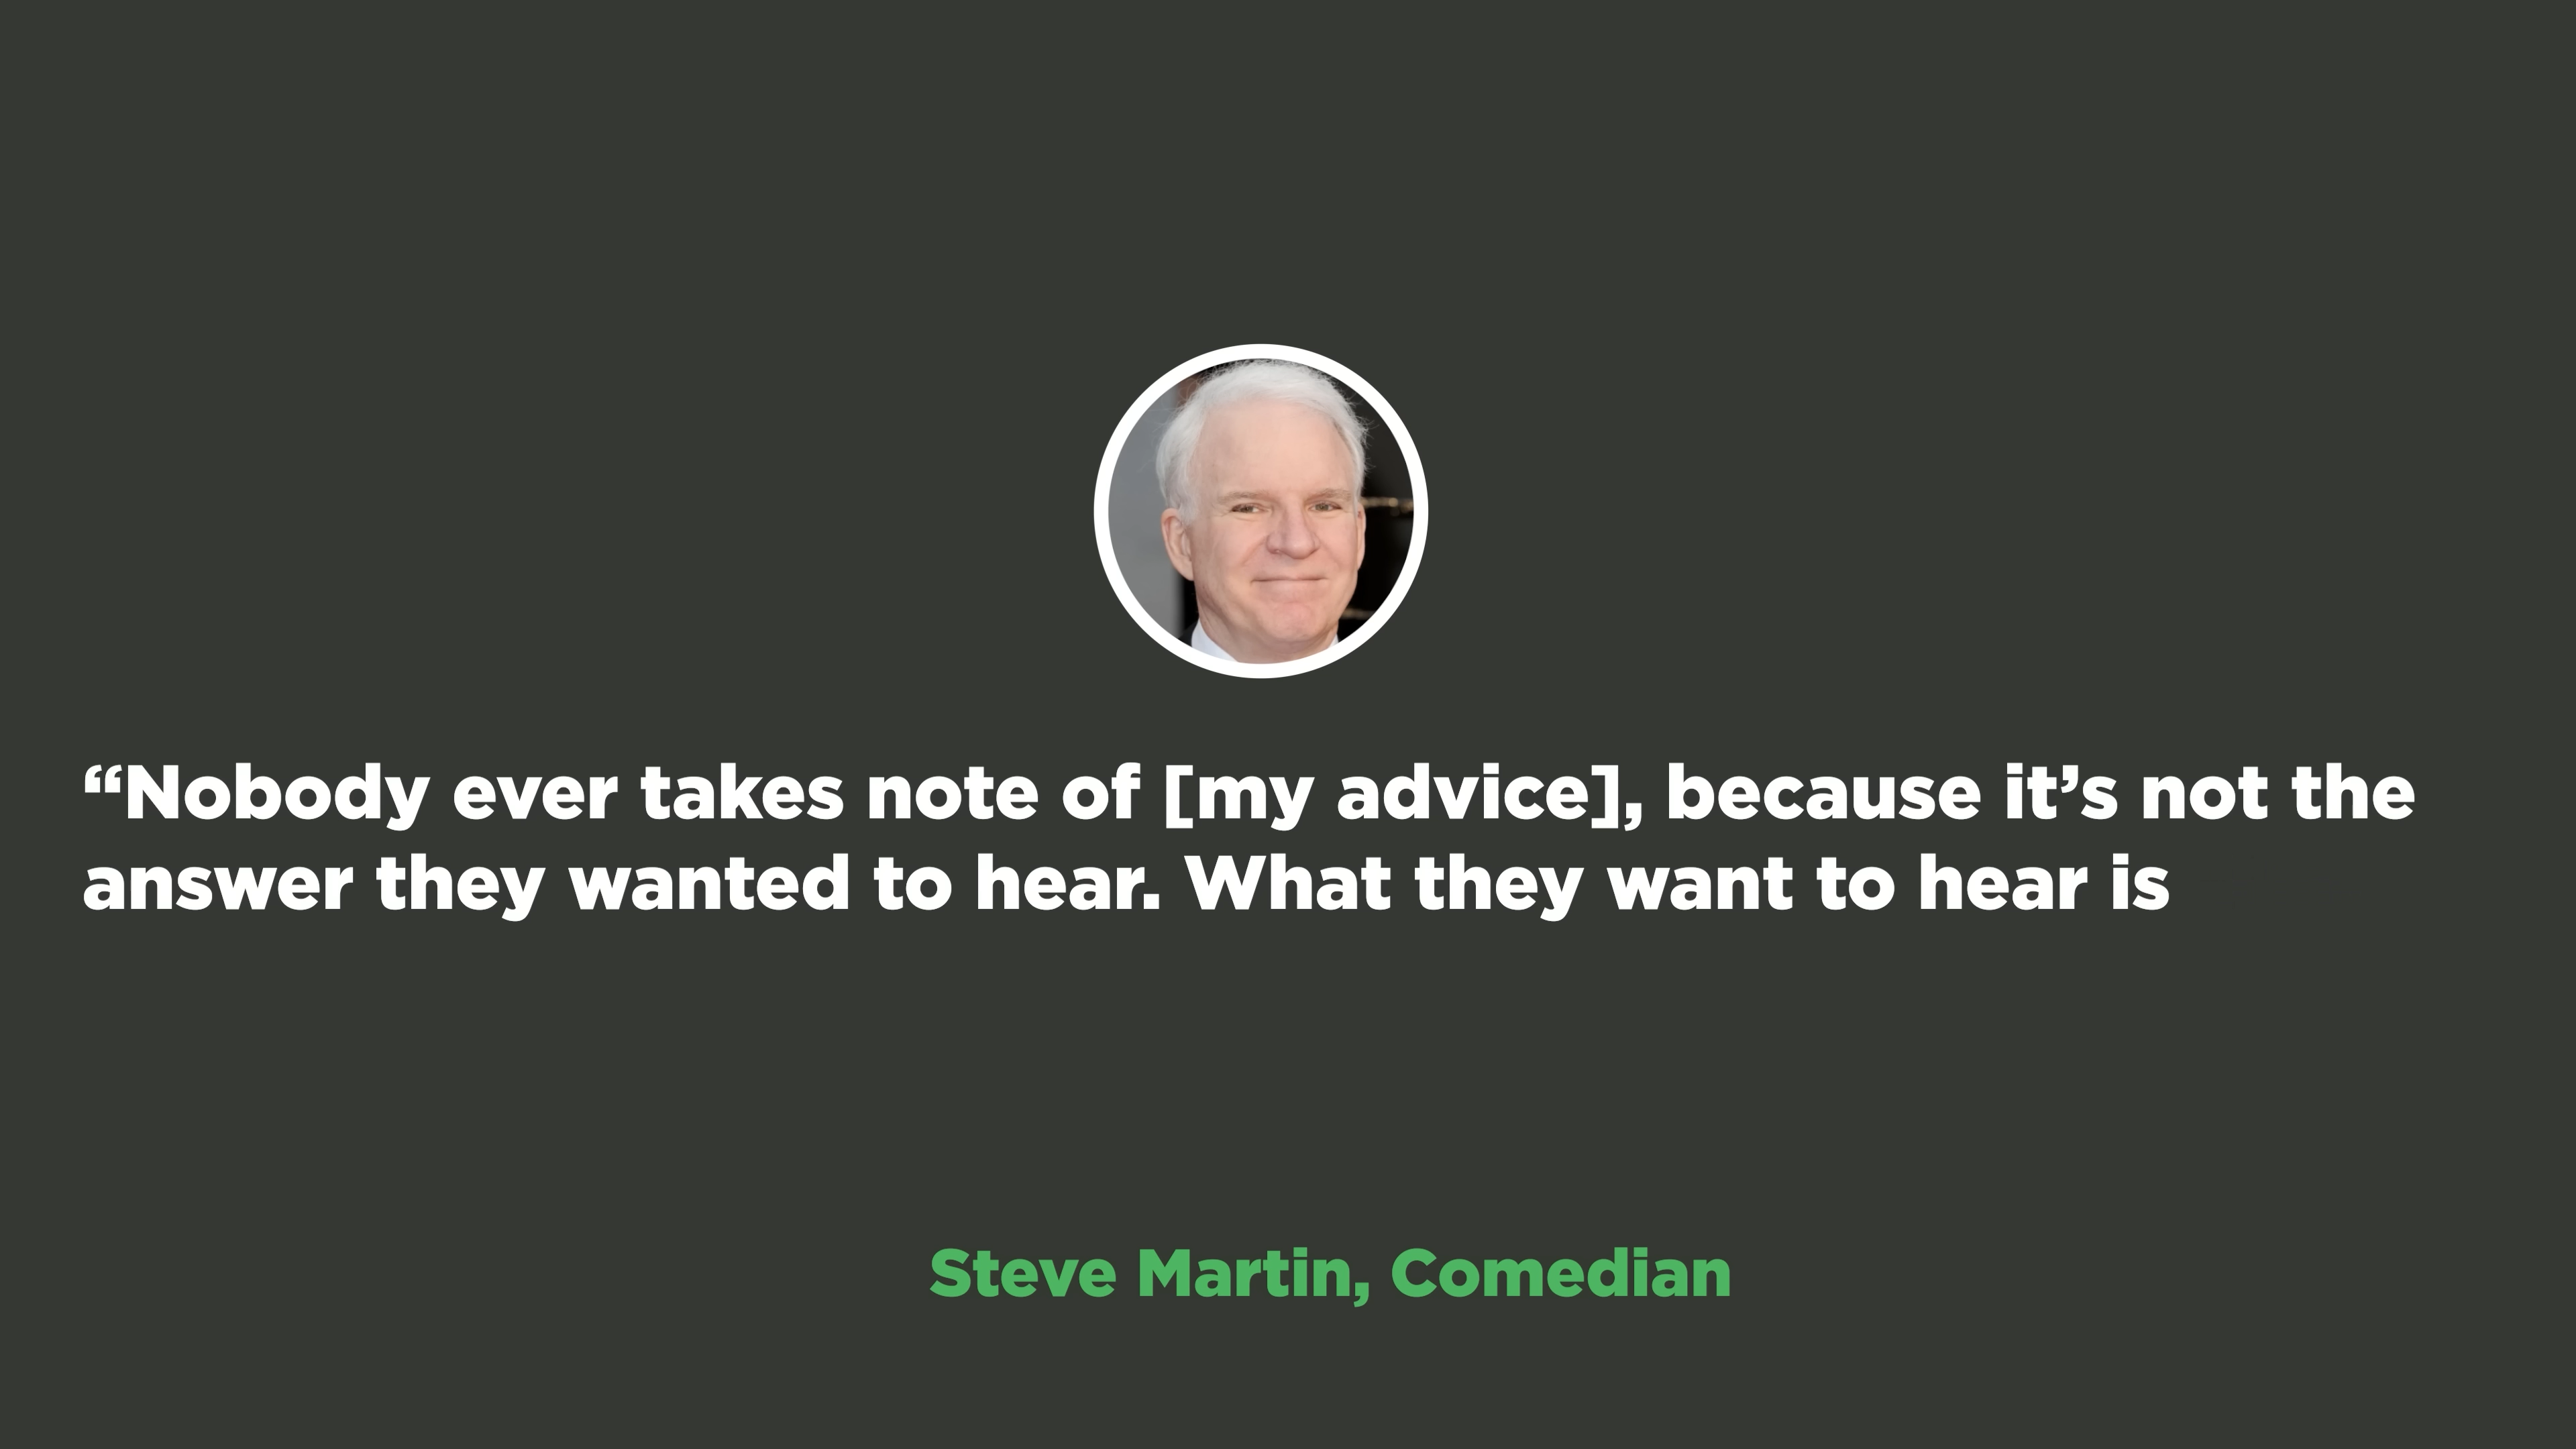 “Nobody ever takes note of [my advice], because it’s not the
answer they wanted to hear. What they want to hear is
Steve Martin, Comedian